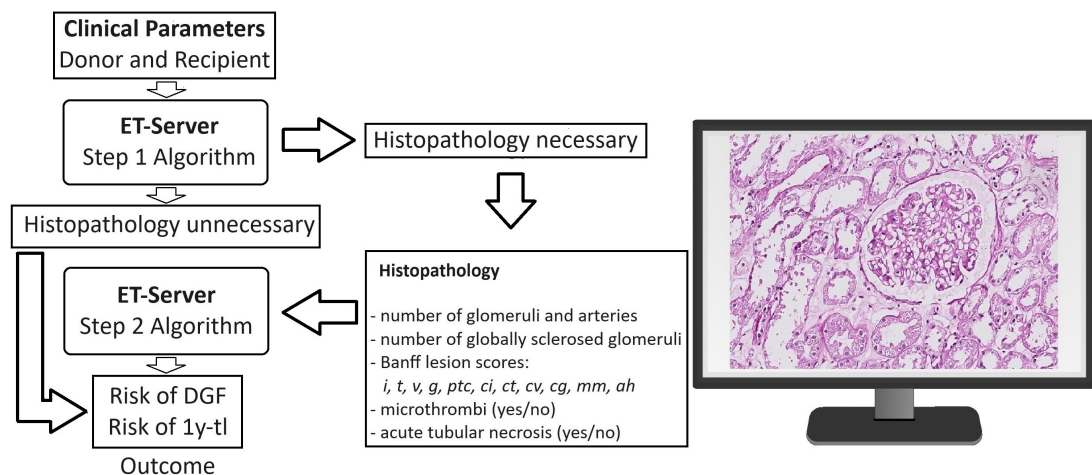 Clinical Parameters
Donor and Recipient
ET-Server
Step 1 Algorithm
Histopathology necessary
Histopathology unnecessary
Histopathology
- number of glomeruli and arteries
- number of globally sclerosed glomeruli
- Banff lesion scores:
i, t, v, g, ptc, ci, ct, cv, cg, mm, ah
- microthrombi (yes/no)
- acute tubular necrosis (yes/no)
ET-Server
Step 2 Algorithm
Risk of DGF
Risk of 1y-tl
Outcome